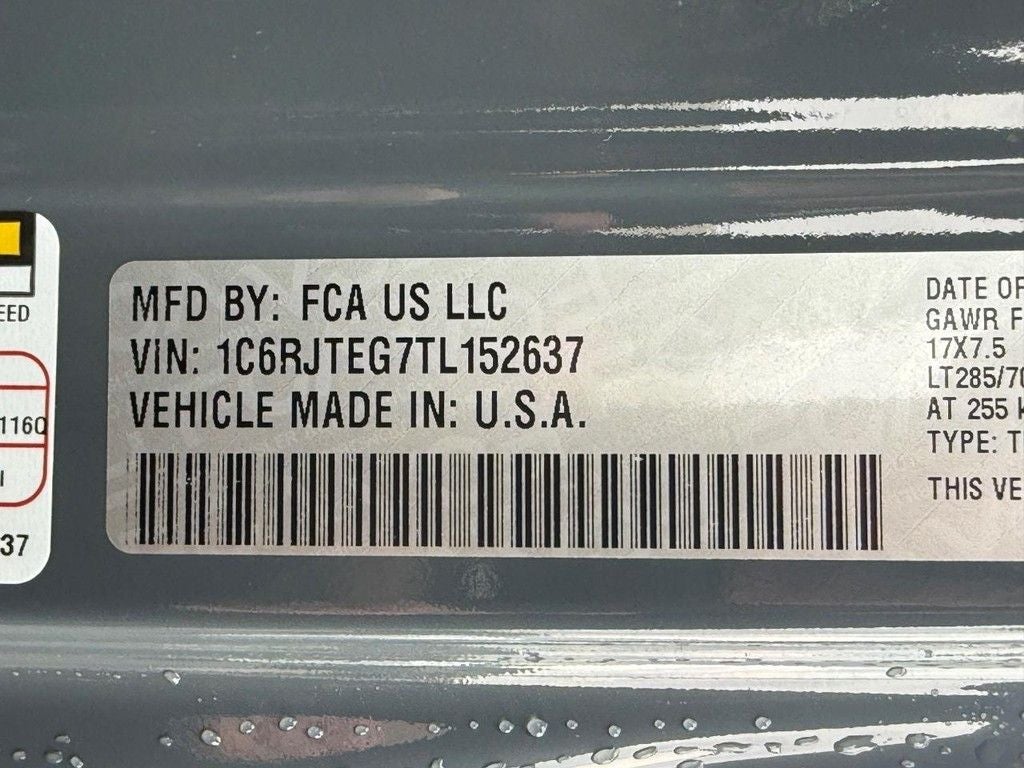 MFD BY: FCA US LLC
VIN: 1C6RJTEG7TL152637
VEHICLE MADE IN: U.S.A.
DATE OF
GAWR F
17X7.5
LT285/70
AT 255 k
TYPE: T
THIS VE
EED
116Q
I
37